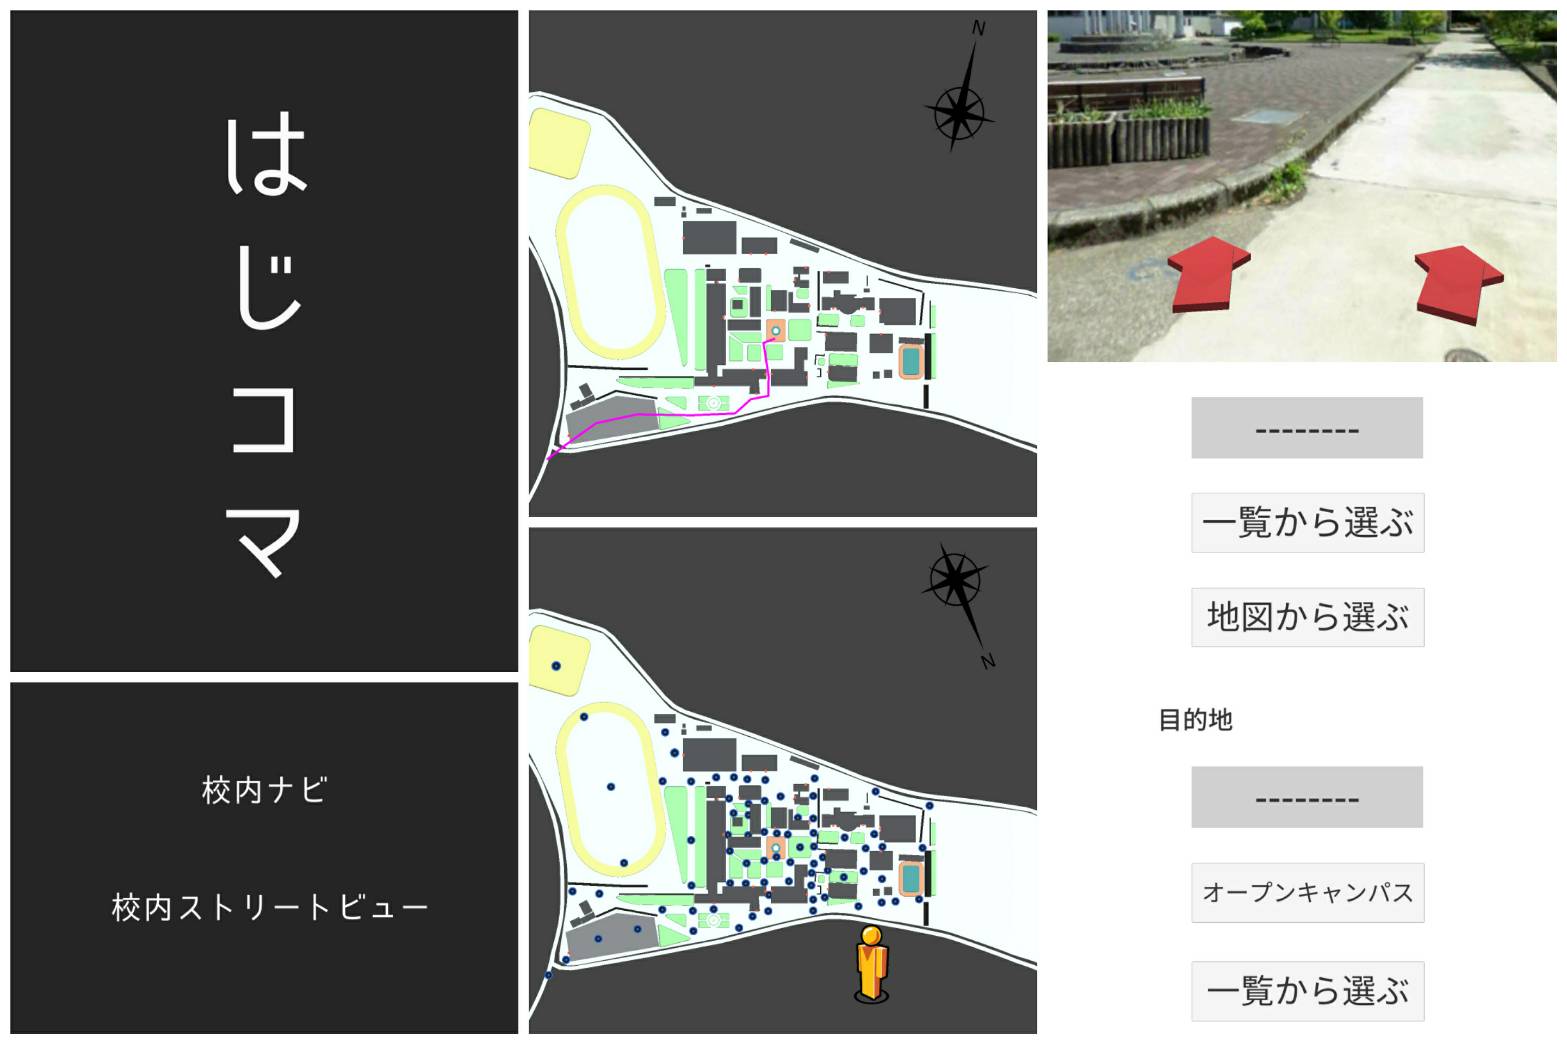 はじコマ
校内ナビ
校内ストリートビュー
N
N
--------
一覧から選ぶ
地図から選ぶ
目的地
--------
オープンキャンパス
一覧から選ぶ